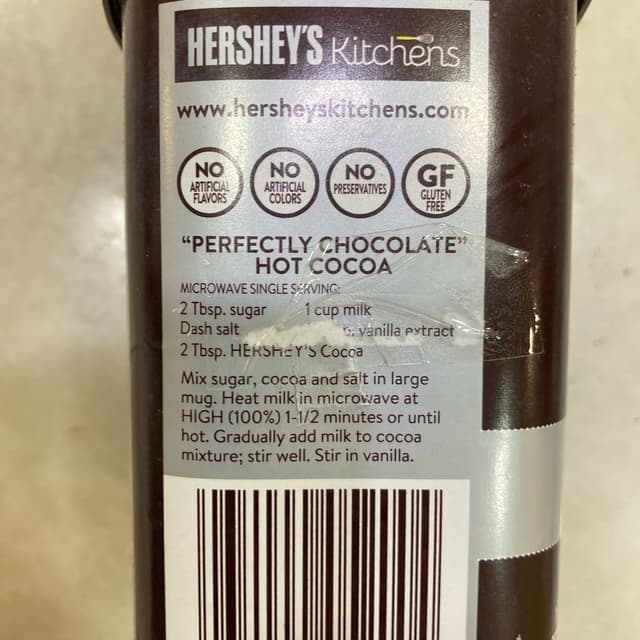 HERSHEY'S Kitchens
www.hersheyskitchens.com
NO
ARTIFICIAL
FLAVORS
NO
ARTIFICIAL
COLORS
NO
PRESERVATIVES
GF
GLUTEN
FREE
“PERFECTLY CHOCOLATE”
HOT COCOA
MICROWAVE SINGLE SERVING:
2 Tbsp. sugar 1 cup milk
Dash salt vanilla extract
2 Tbsp. HERSHEY'S Cocoa
Mix sugar, cocoa and salt in large
mug. Heat milk in microwave at
HIGH (100%) 1-1/2 minutes or until
hot. Gradually add milk to cocoa
mixture; stir well. Stir in vanilla.